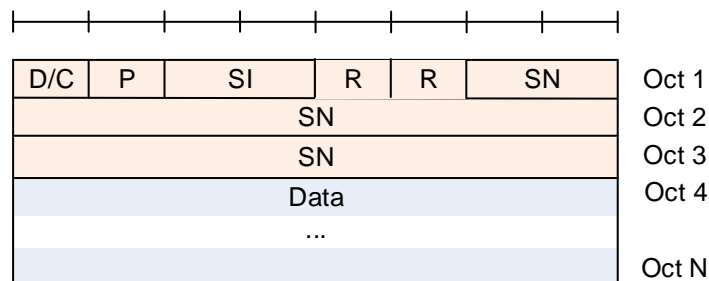 D/C P SI R R SN Oct 1
SN Oct 2
SN Oct 3
Data Oct 4
...
Oct N